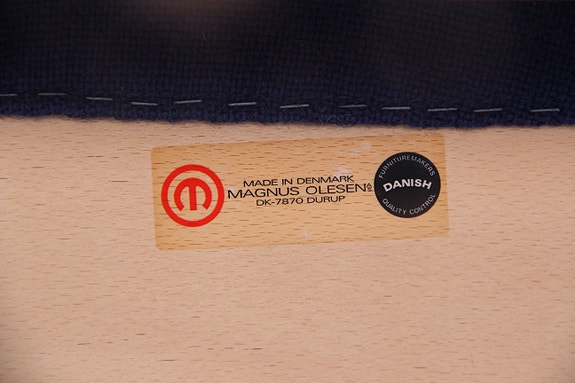 MADE IN DENMARK
MAGNUS OLESEN A/S
DK-7870 DURUP
FURNITUREMAKERS
DANISH
QUALITY CONTROL